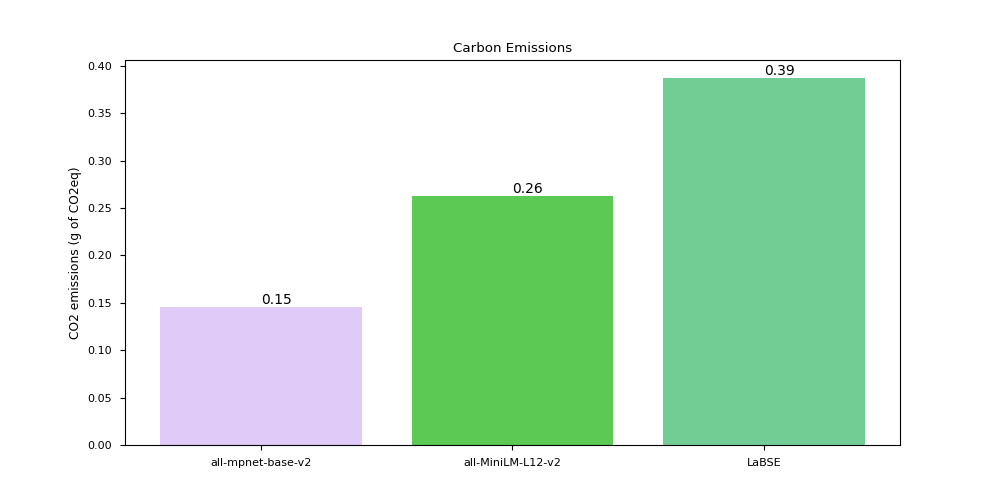 Carbon Emissions
CO2 emissions (g of CO2eq)
0.40
0.35
0.30
0.25
0.20
0.15
0.10
0.05
0.00
0.15
0.26
0.39
all-mpnet-base-v2
all-MiniLM-L12-v2
LaBSE